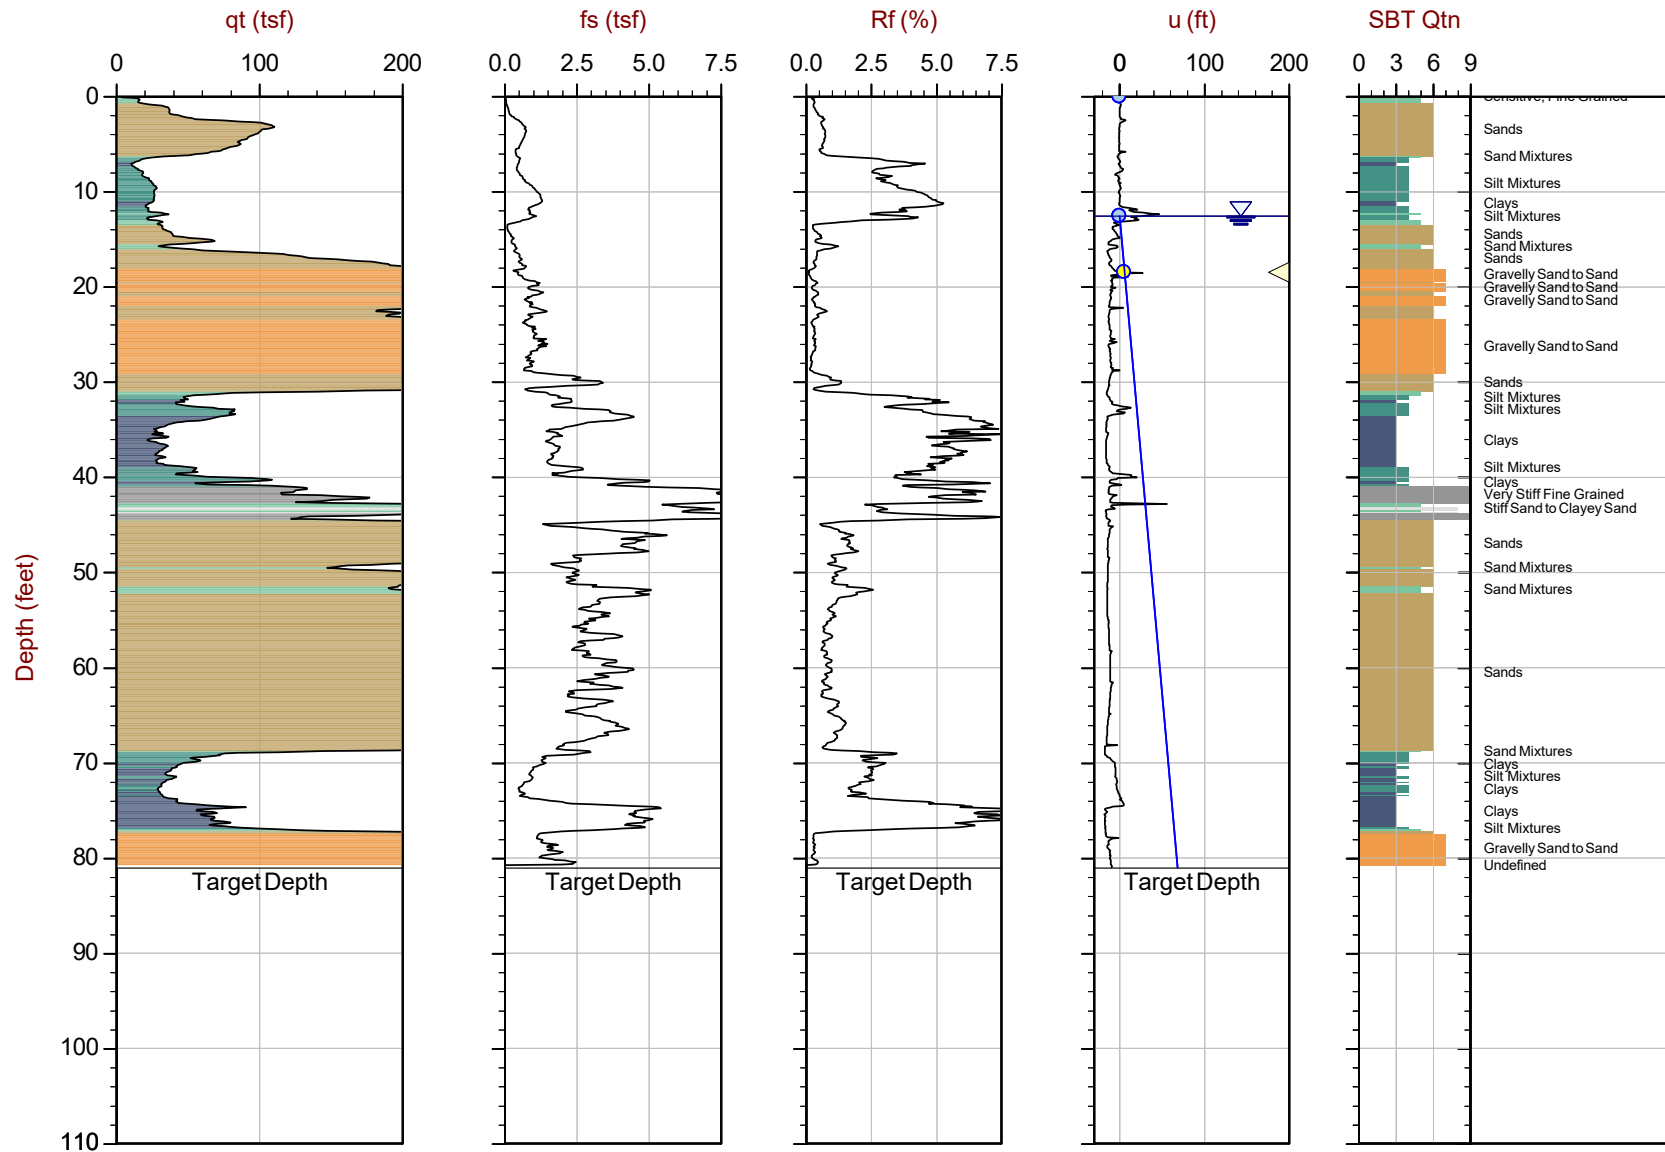 qt (tsf)
fs (tsf)
Rf (%)
u (ft)
SBT Qtn
0 100 200
0.0 2.5 5.0 7.5
0.0 2.5 5.0 7.5
0 100 200
0 3 6 9
Depth (feet)
0
10
20
30
40
50
60
70
80
90
100
110
Sensitive, Fine Grained
Sands
Sand Mixtures
Silt Mixtures
Clays
Silt Mixtures
Sands
Sand Mixtures
Sands
Gravelly Sand to Sand
Gravelly Sand to Sand
Gravelly Sand to Sand
Gravelly Sand to Sand
Sands
Silt Mixtures
Silt Mixtures
Clays
Silt Mixtures
Clays
Very Stiff Fine Grained
Stiff Sand to Clayey Sand
Sands
Sand Mixtures
Sand Mixtures
Sands
Sand Mixtures
Clays
Silt Mixtures
Clays
Clays
Silt Mixtures
Gravelly Sand to Sand
Undefined
Target Depth
Target Depth
Target Depth
Target Depth